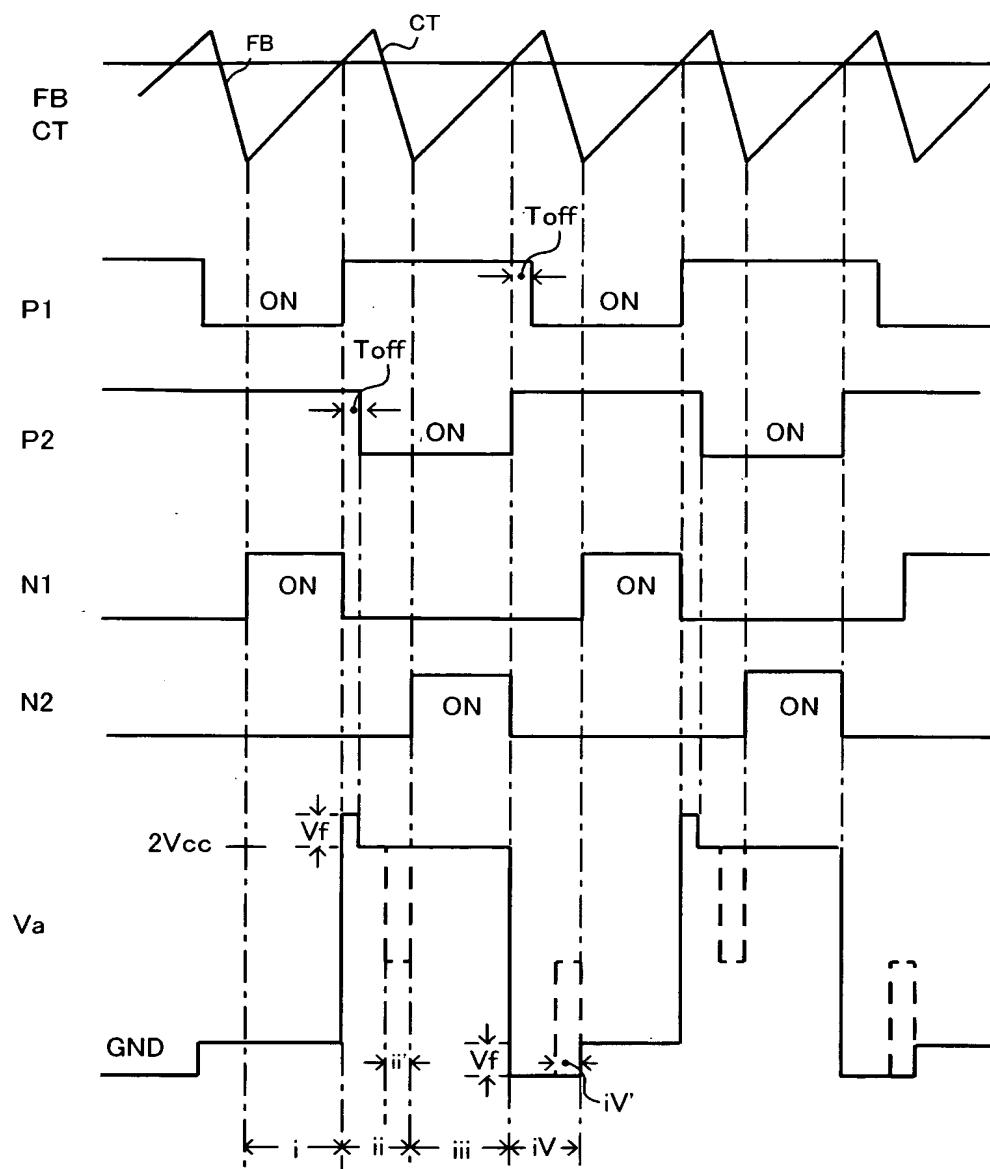 CT
FB
FB
CT
Toff
P1
ON
ON
Toff
P2
ON
ON
N1
ON
ON
N2
ON
ON
Vf
2Vcc
Va
GND
ii'
Vf
iV'
i
ii
iii
iV